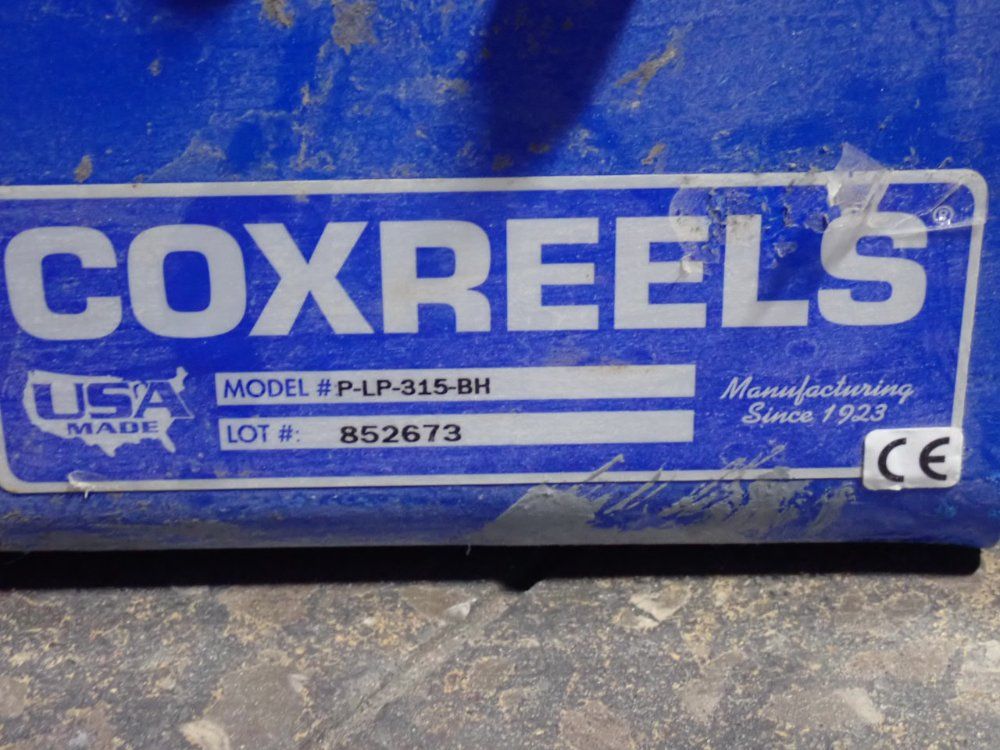 COXREELS®
USA
MADE
MODEL # P-LP-315-BH
LOT #: 852673
Manufacturing
Since 1923
CE